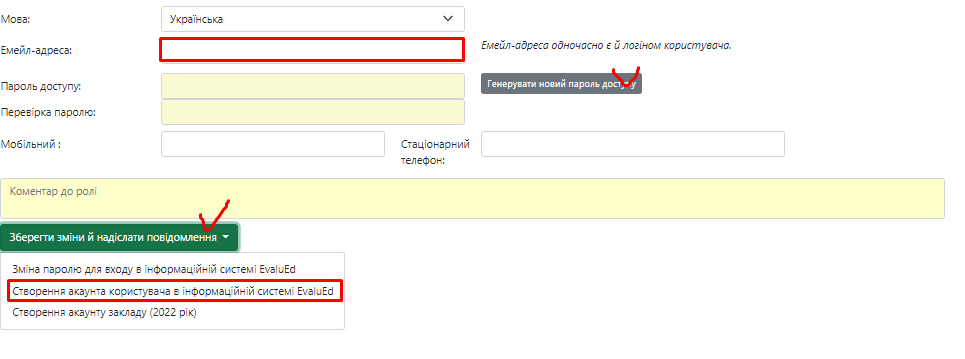 Мова:
Українська
Емейл-адреса:
Емейл-адреса одночасно є й логіном користувача.
Пароль доступу:
Генерувати новий пароль доступу
Перевірка паролю:
Мобільний :
Стаціонарний
телефон:
Коментар до ролі
Зберегти зміни й надіслати повідомлення
Зміна паролю для входу в інформаційній системі EvaluEd
Створення акаунта користувача в інформаційній системі EvaluEd
Створення акаунту закладу (2022 рік)